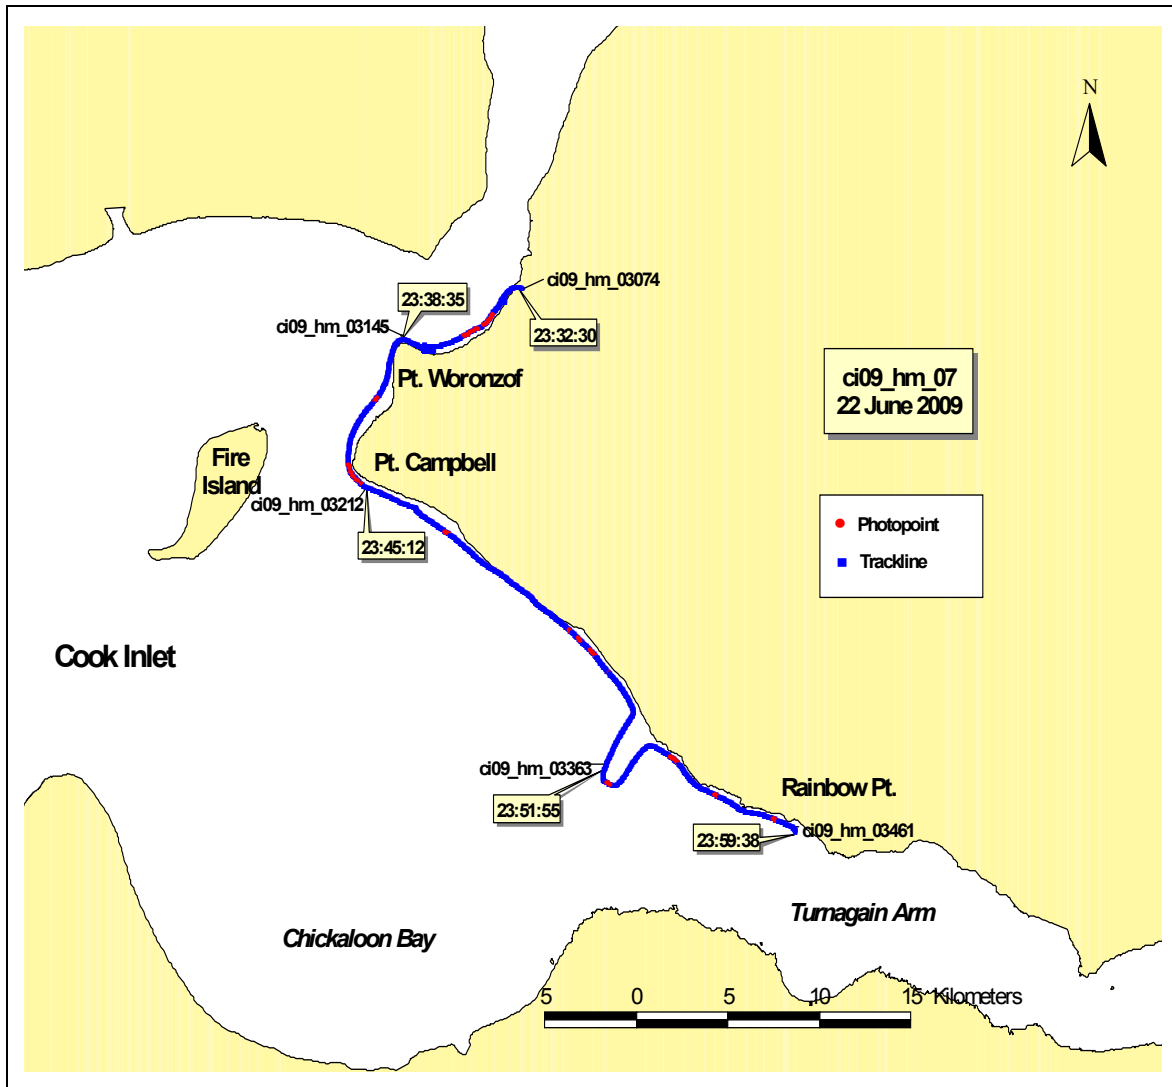 N
ci09_hm_03074
23:38:35
ci09_hm_03145
23:32:30
Pt. Woronzof
ci09_hm_07
22 June 2009
Fire
Island
Pt. Campbell
ci09_hm_03212
23:45:12
Photopoint
Trackline
Cook Inlet
ci09_hm_03363
23:51:55
Rainbow Pt.
23:59:38
ci09_hm_03461
Turnagain Arm
Chickaloon Bay
5 0 5 10 15 Kilometers